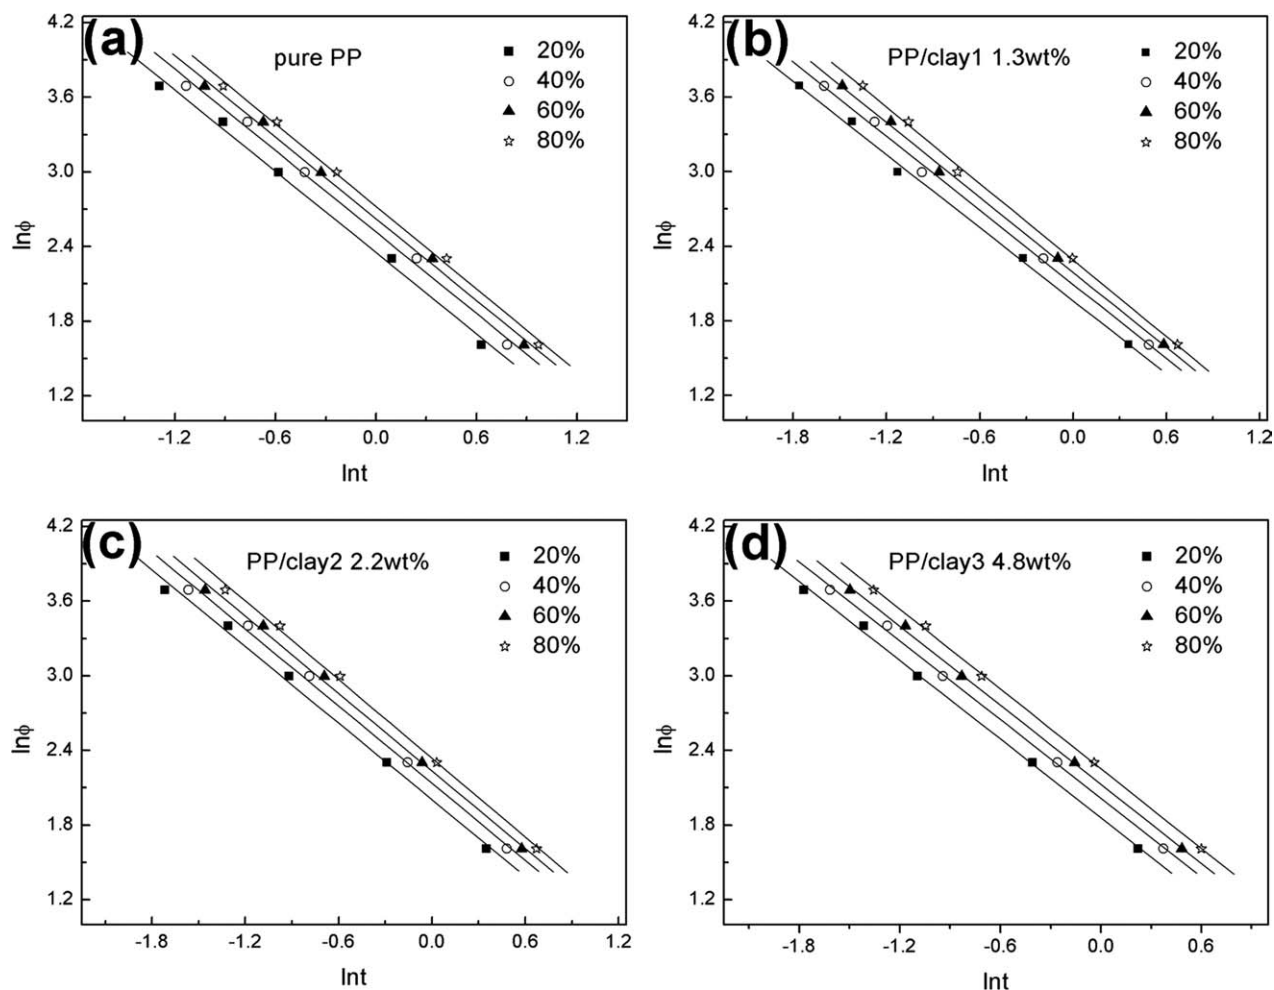 (a)
pure PP
20%
40%
60%
80%
4.2
3.6
3.0
2.4
1.8
1.2
lnϕ
-1.2 -0.6 0.0 0.6 1.2
lnt
(b)
PP/clay1 1.3wt%
20%
40%
60%
80%
4.2
3.6
3.0
2.4
1.8
1.2
lnϕ
-1.8 -1.2 -0.6 0.0 0.6 1.2
lnt
(c)
PP/clay2 2.2wt%
20%
40%
60%
80%
4.2
3.6
3.0
2.4
1.8
1.2
lnϕ
-1.8 -1.2 -0.6 0.0 0.6 1.2
lnt
(d)
PP/clay3 4.8wt%
20%
40%
60%
80%
4.2
3.6
3.0
2.4
1.8
1.2
lnϕ
-1.8 -1.2 -0.6 0.0 0.6
lnt